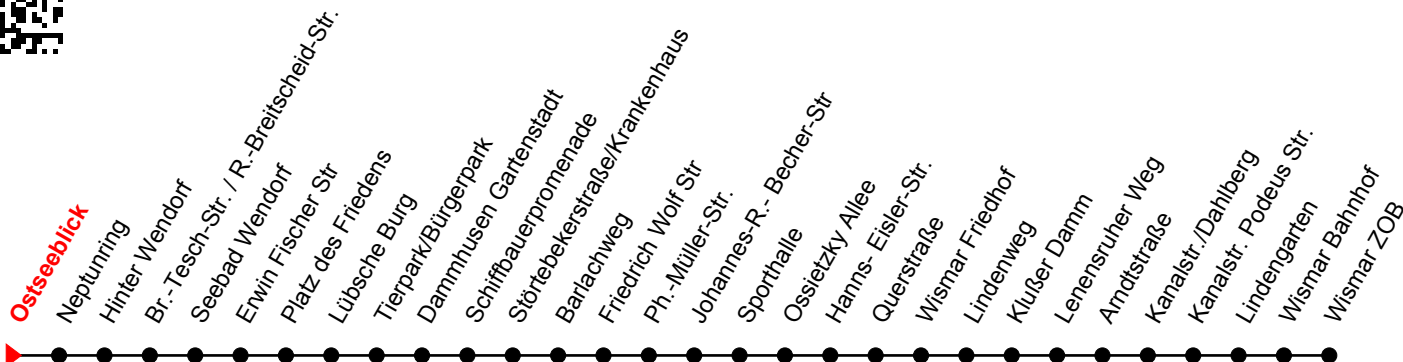 Ostseeblick
Neptunring
Hinter Wendorf
Br.-Tesch-Str. / R.-Breitscheid-Str.
Seebad Wendorf
Erwin Fischer Str
Platz des Friedens
Lübsche Burg
Tierpark/Bürgerpark
Dammhusen Gartenstadt
Schiffbauerpromenade
Störtebekerstraße/Krankenhaus
Barlachweg
Friedrich Wolf Str
Ph.-Müller-Str.
Johannes-R.- Becher-Str
Sporthalle
Ossietzky Allee
Hanns- Eisler-Str.
Querstraße
Wismar Friedhof
Lindenweg
Klußer Damm
Lenensruher Weg
Arndtstraße
Kanalstr./Dahlberg
Kanalstr. Podeus Str.
Lindengarten
Wismar Bahnhof
Wismar ZOB